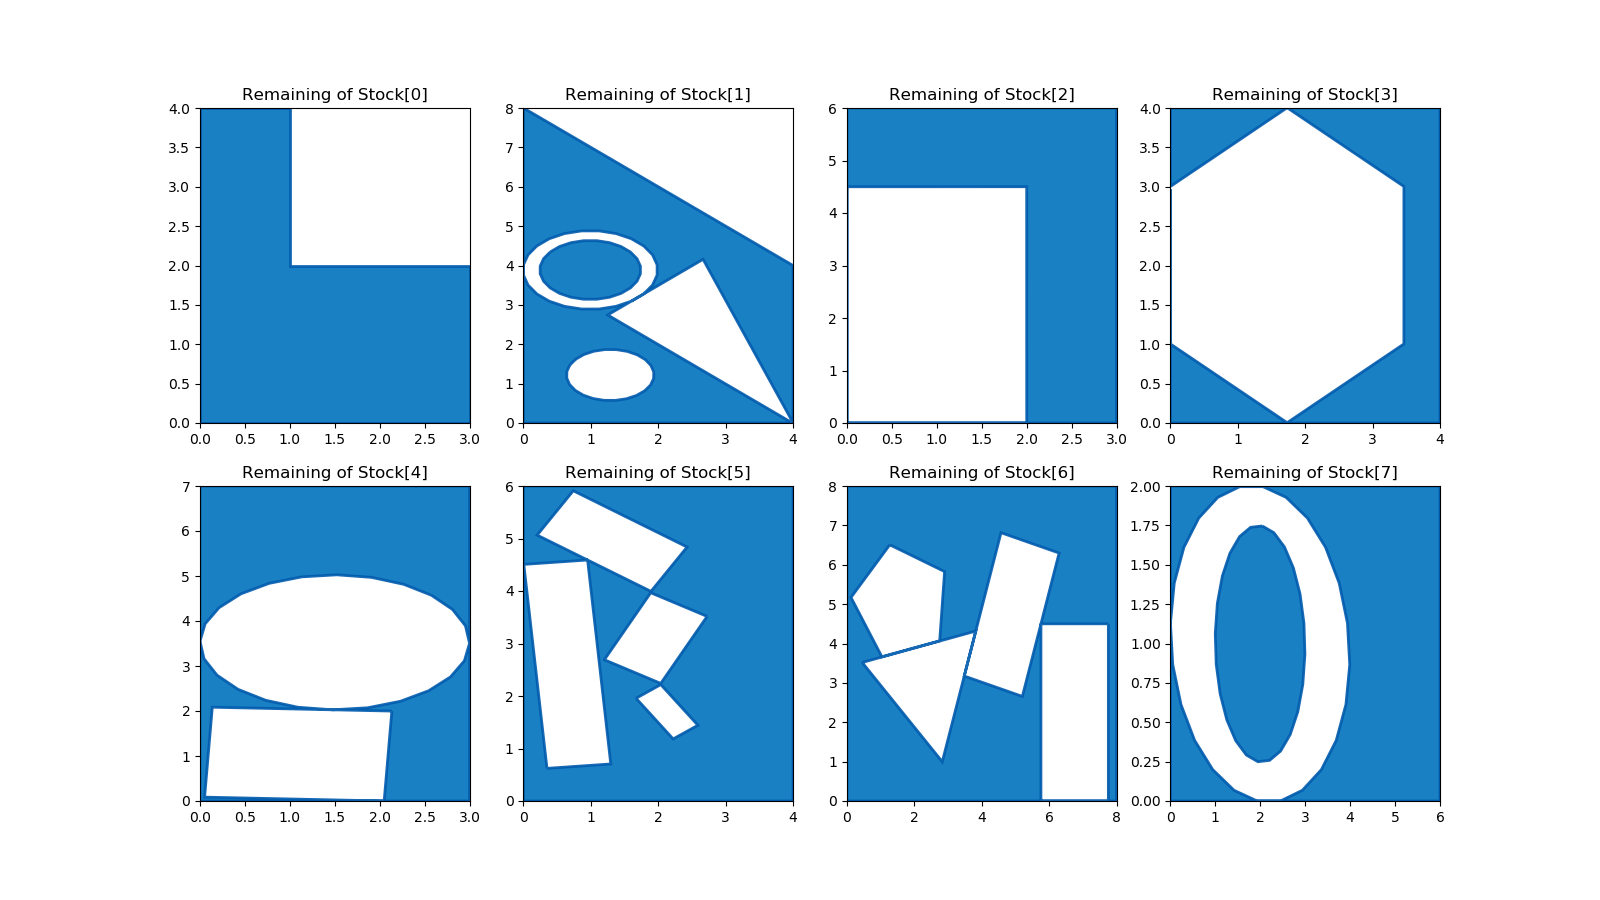 Remaining of Stock[0] Remaining of Stock[1] Remaining of Stock[2] Remaining of Stock[3]
4.0 8 6 4.0
3.5 7 3.5
5
3.0 6 3.0
2.5 5 4 2.5
2.0 4 3 2.0
1.5 3 1.5
2
1.0 2 1.0
0.5 1 1 0.5
0.0 0 0 0.0
0.0 0.5 1.0 1.5 2.0 2.5 3.0 0 1 2 3 4 0.0 0.5 1.0 1.5 2.0 2.5 3.0 0 1 2 3 4
Remaining of Stock[4] Remaining of Stock[5] Remaining of Stock[6] Remaining of Stock[7]
7 6 8 2.00
6 7 1.75
5
5 6 1.50
4 4 5 1.25
3 3 4 1.00
3 0.75
2 2
2 0.50
1 1 1 0.25
0 0 0 0.00
0.0 0.5 1.0 1.5 2.0 2.5 3.0 0 1 2 3 4 0 2 4 6 8 0 1 2 3 4 5 6